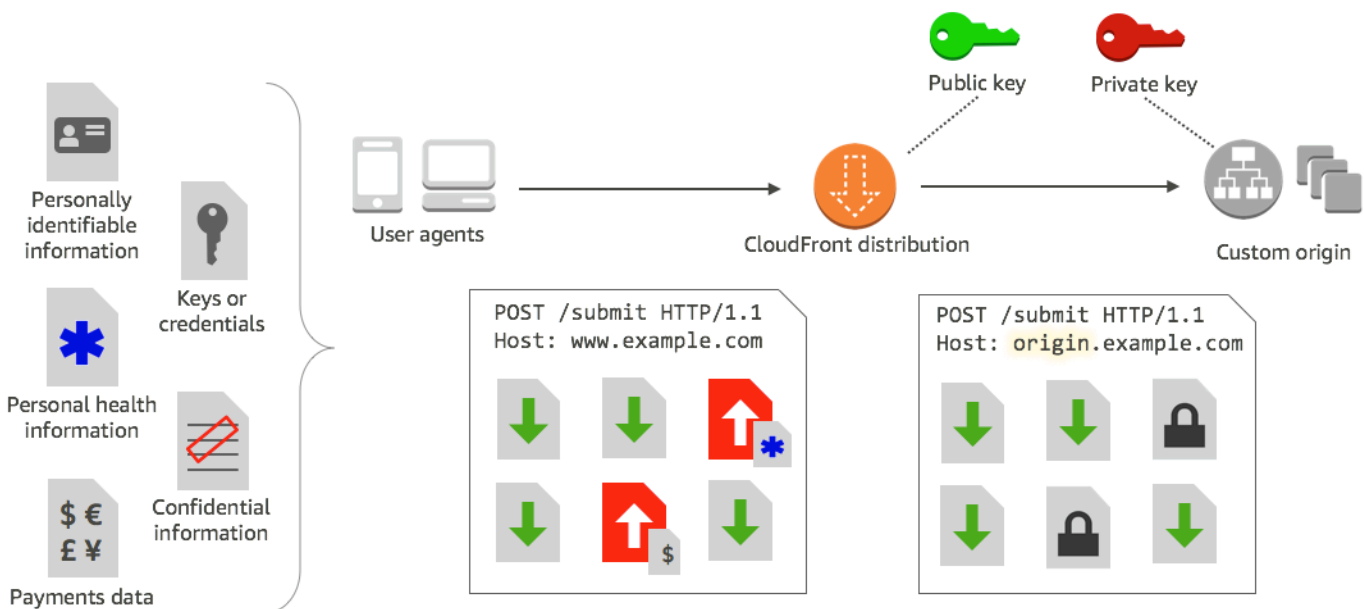 Public key
Private key
Personally
identifiable
information
Keys or
credentials
Personal health
information
Confidential
information
$ €
£ ¥
Payments data
User agents
CloudFront distribution
Custom origin
POST /submit HTTP/1.1
Host: www.example.com
$
POST /submit HTTP/1.1
Host: origin.example.com